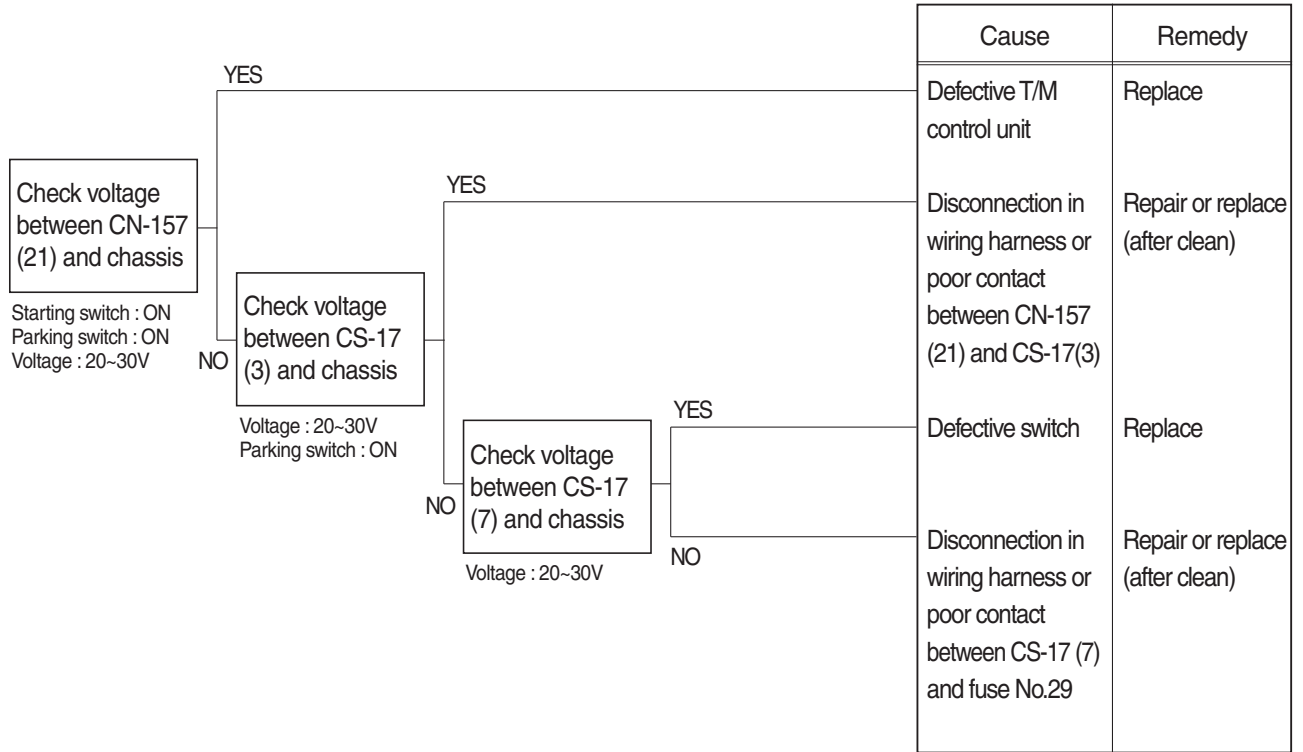 Cause
Remedy
YES
Defective T/M
control unit
Replace
Check voltage
between CN-157
(21) and chassis
Starting switch : ON
Parking switch : ON
Voltage : 20~30V
NO
YES
Disconnection in
wiring harness or
poor contact
between CN-157
(21) and CS-17(3)
Repair or replace
(after clean)
Check voltage
between CS-17
(3) and chassis
Voltage : 20~30V
Parking switch : ON
NO
YES
Defective switch
Replace
Check voltage
between CS-17
(7) and chassis
Voltage : 20~30V
NO
Disconnection in
wiring harness or
poor contact
between CS-17 (7)
and fuse No.29
Repair or replace
(after clean)